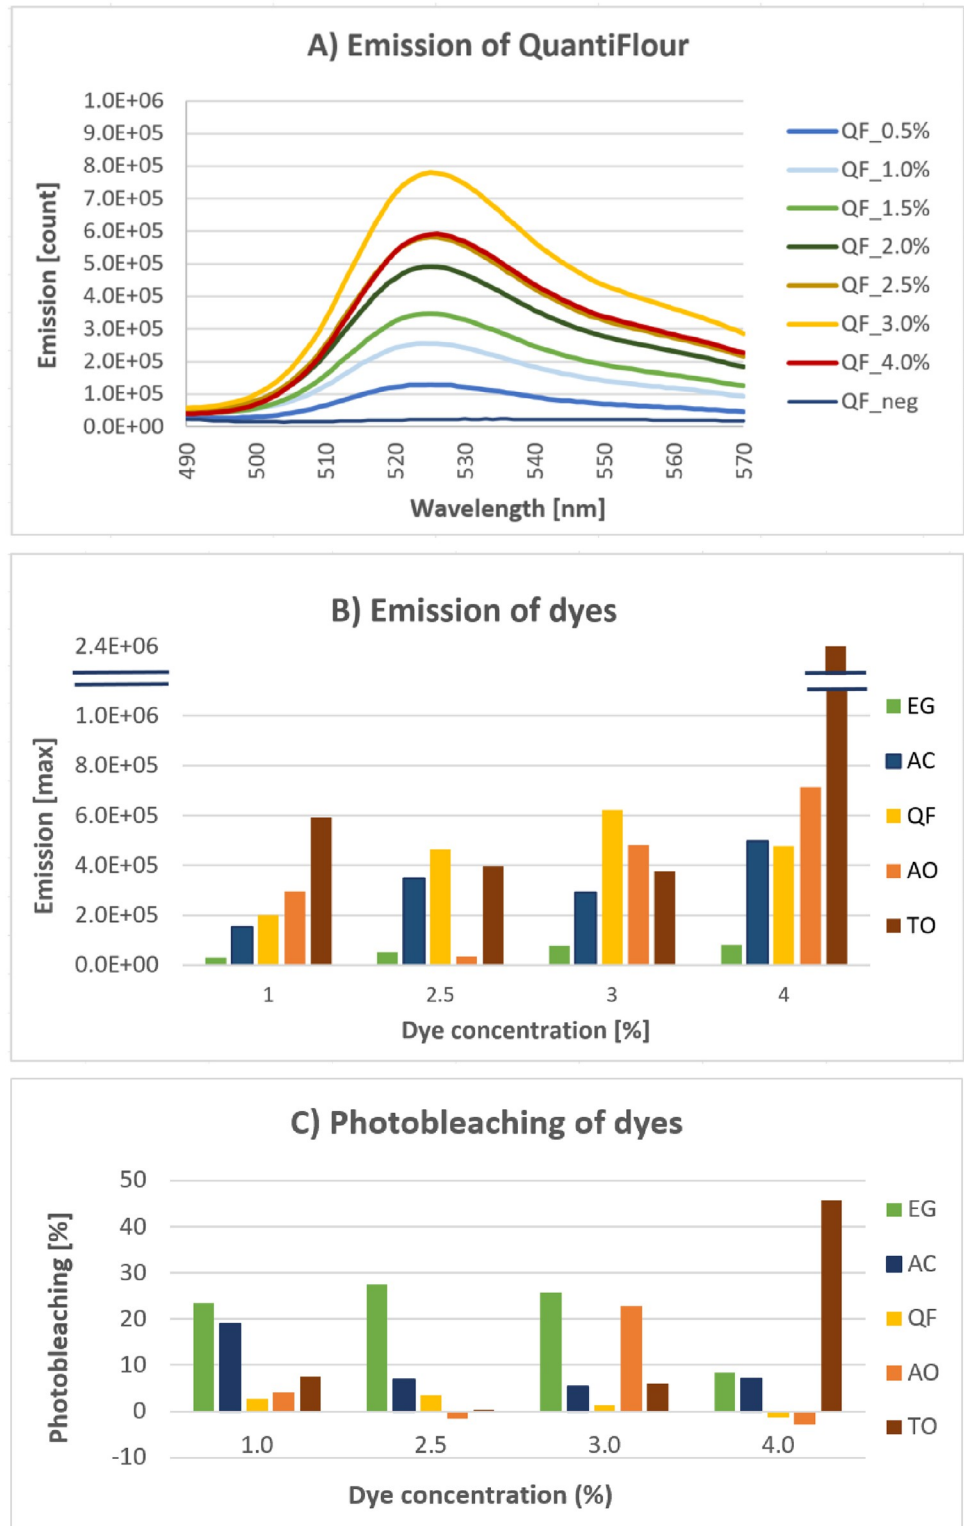 A) Emission of QuantiFlour
1.0E+06
9.0E+05
8.0E+05
7.0E+05
6.0E+05
5.0E+05
4.0E+05
3.0E+05
2.0E+05
1.0E+05
0.0E+00
Emission [count]
490
500
510
520
530
540
550
560
570
Wavelength [nm]
QF_0.5%
QF_1.0%
QF_1.5%
QF_2.0%
QF_2.5%
QF_3.0%
QF_4.0%
QF_neg
B) Emission of dyes
2.4E+06
1.0E+06
8.0E+05
6.0E+05
4.0E+05
2.0E+05
0.0E+00
Emission [max]
1
2.5
3
4
Dye concentration [%]
EG
AC
QF
AO
TO
C) Photobleaching of dyes
50
40
30
20
10
0
-10
Photobleaching [%]
1.0
2.5
3.0
4.0
Dye concentration (%)
EG
AC
QF
AO
TO